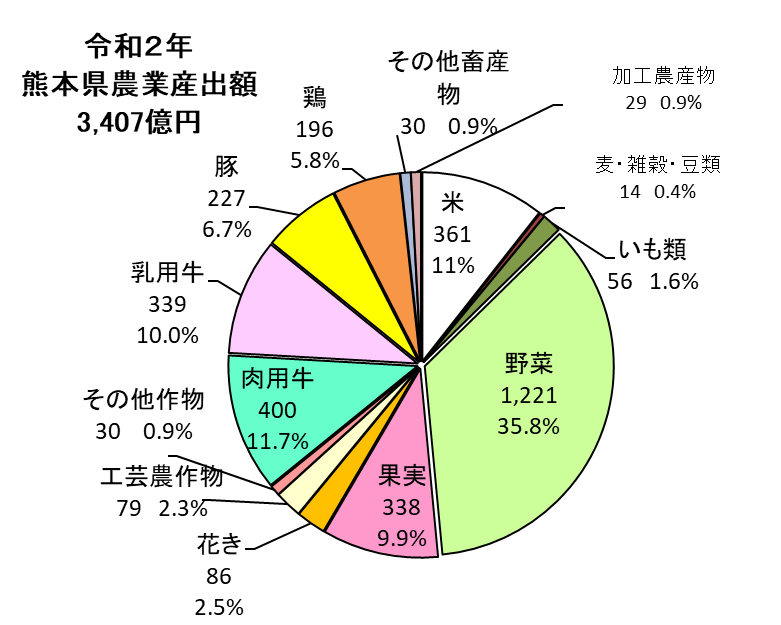 令和２年
熊本県農業産出額
3,407億円
米
361
11%
麦・雑穀・豆類
14 0.4%
いも類
56 1.6%
野菜
1,221
35.8%
果実
338
9.9%
花き
86
2.5%
工芸農作物
79 2.3%
その他作物
30 0.9%
肉用牛
400
11.7%
乳用牛
339
10.0%
豚
227
6.7%
鶏
196
5.8%
その他畜産
物
30 0.9%
加工農産物
29 0.9%